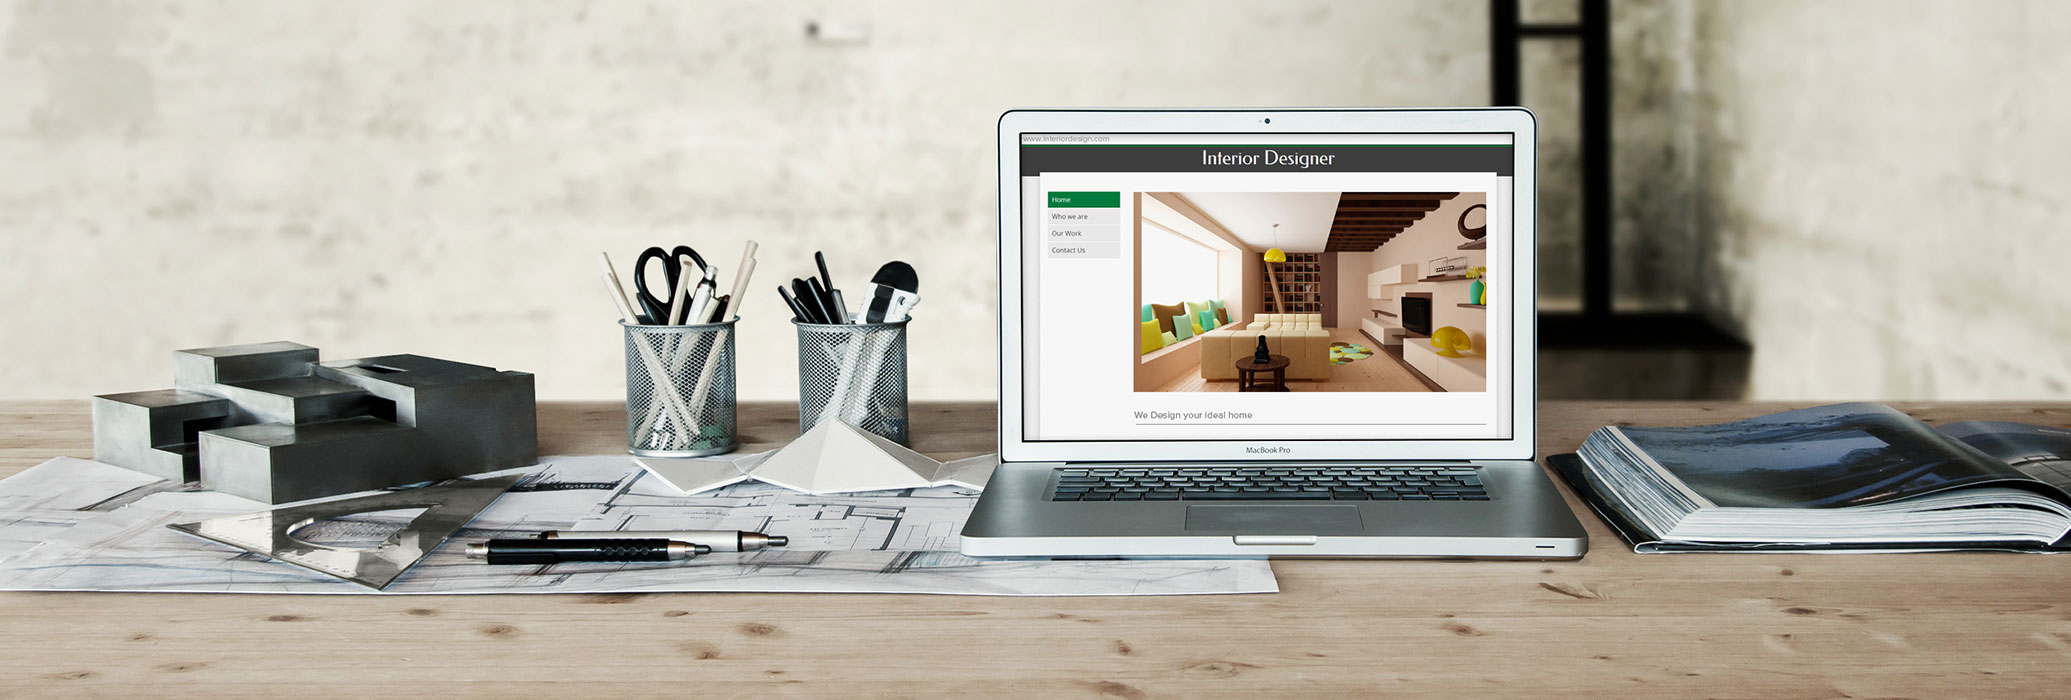 www.interiordesign.com
Interior Designer
Home
Who we are
Our Work
Contact Us
We Design your ideal home
MacBook Pro